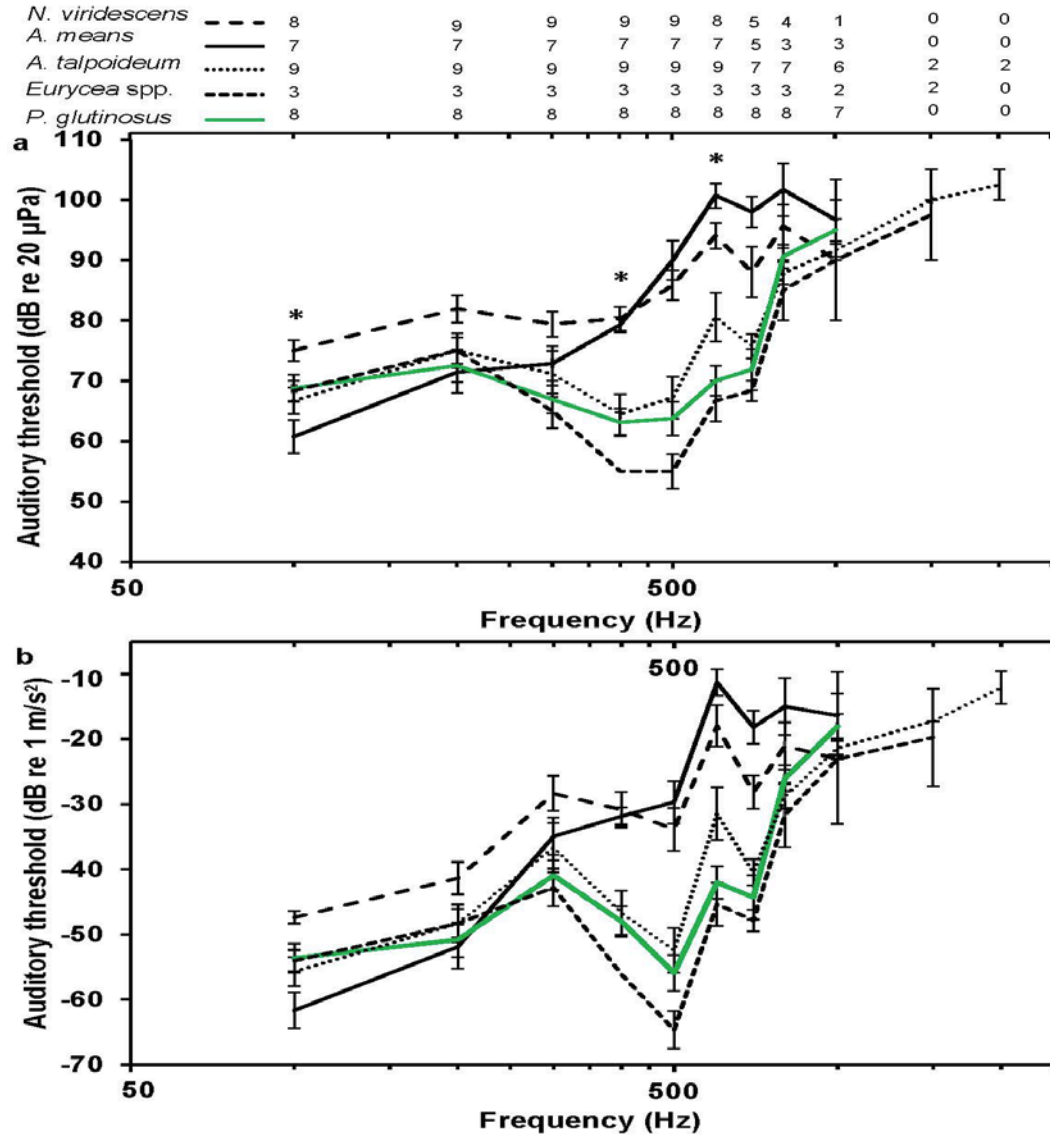 N. viridescens 8 9 9 9 9 8 5 4 1 0 0
A. means 7 7 7 7 7 7 5 3 3 0 0
A. talpoideum 9 9 9 9 9 9 7 7 6 2 2
Eurycea spp. 3 3 3 3 3 3 3 3 2 2 0
P. glutinosus 8 8 8 8 8 8 8 8 7 0 0
a
Auditory threshold (dB re 20 µPa)
110
100
90
80
70
60
50
40
* * *
50 500
Frequency (Hz)
b
Auditory threshold (dB re 1 m/s²)
500
-10
-20
-30
-40
-50
-60
-70
50 500
Frequency (Hz)